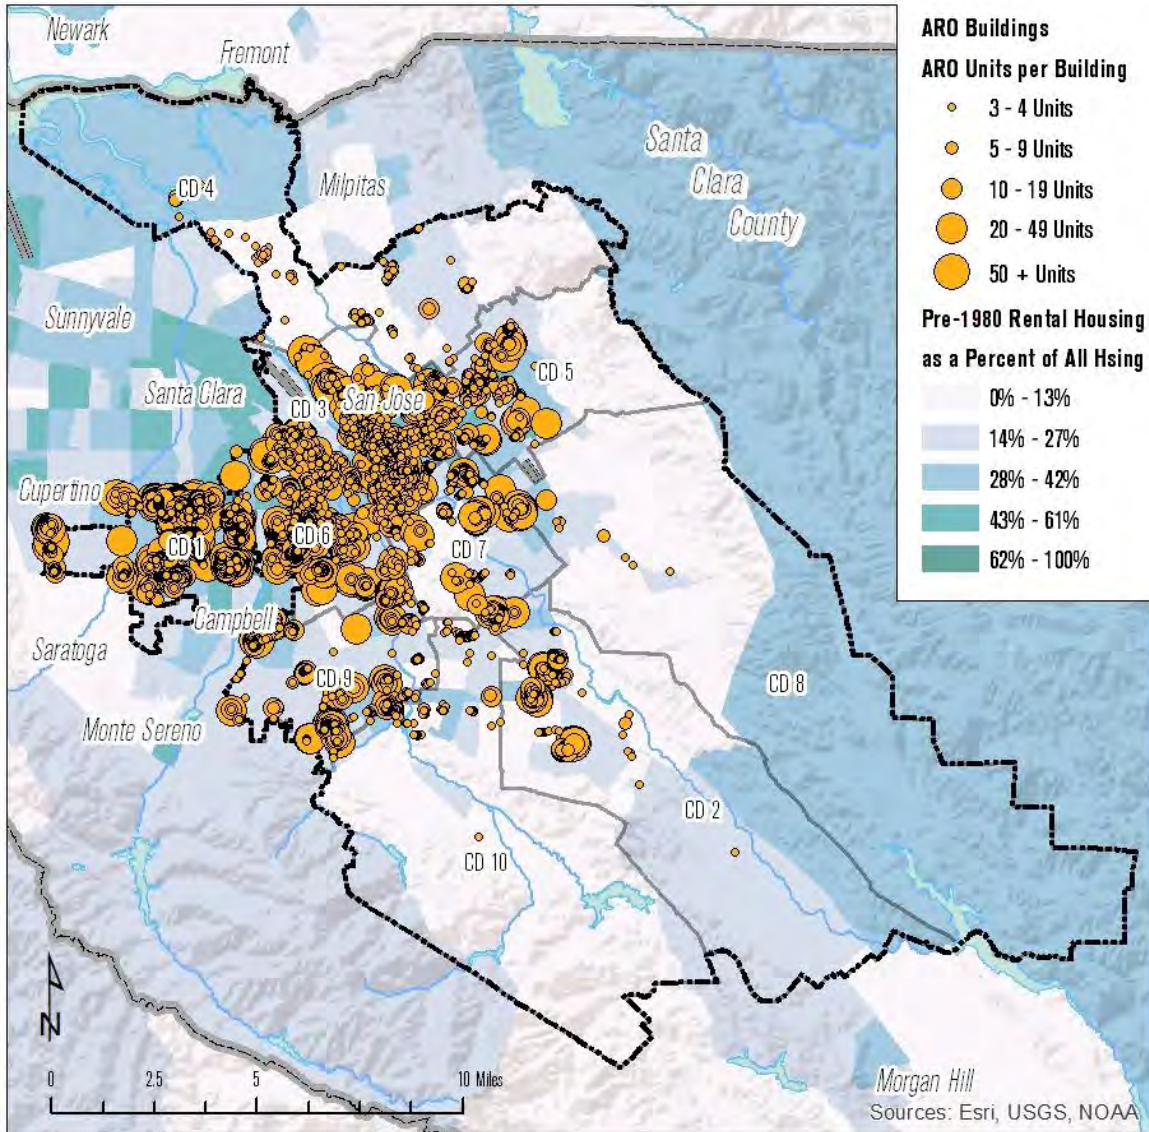 Newark
Fremont
CD 4
Milpitas
Santa
Clara
County
Sunnyvale
Santa Clara
CD 3
San Jose
CD 5
Cupertino
CD 1
CD 6
CD 7
Campbell
Saratoga
CD 9
CD 8
Monte Sereno
CD 2
CD 10
Morgan Hill
N
0 2.5 5 10 Miles
Sources: Esri, USGS, NOAA
ARO Buildings
ARO Units per Building
3 - 4 Units
5 - 9 Units
10 - 19 Units
20 - 49 Units
50 + Units
Pre-1980 Rental Housing
as a Percent of All Hsing
0% - 13%
14% - 27%
28% - 42%
43% - 61%
62% - 100%